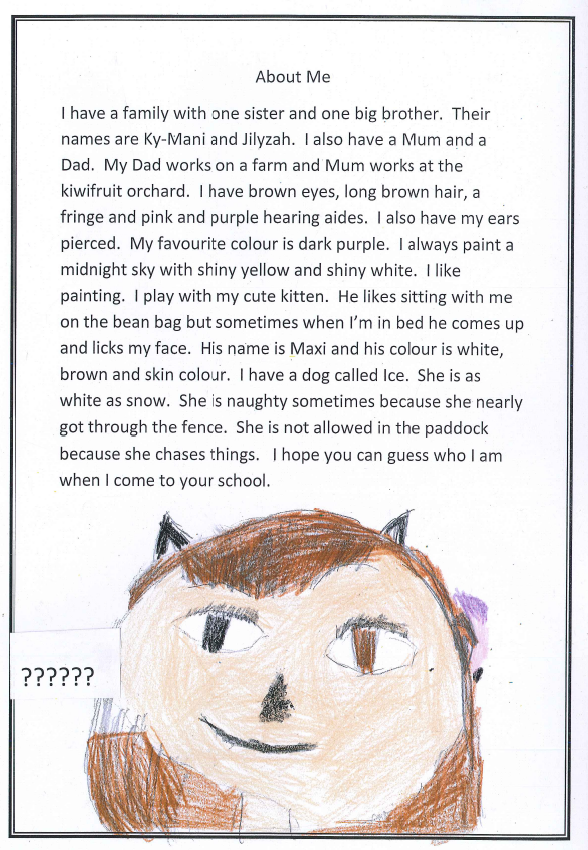 About Me
I have a family with one sister and one big brother.  Their
names are Ky-Mani and Jilyzah.  I also have a Mum and a
Dad.  My Dad works on a farm and Mum works at the
kiwifruit orchard.  I have brown eyes, long brown hair, a
fringe and pink and purple hearing aides.  I also have my ears
pierced.  My favourite colour is dark purple.  I always paint a
midnight sky with shiny yellow and shiny white.  I like
painting.  I play with my cute kitten.  He likes sitting with me
on the bean bag but sometimes when I’m in bed he comes up
and licks my face.  His name is Maxi and his colour is white,
brown and skin colour.  I have a dog called Ice.  She is as
white as snow.  She is naughty sometimes because she nearly
got through the fence.  She is not allowed in the paddock
because she chases things.   I hope you can guess who I am
when I come to your school.
??????